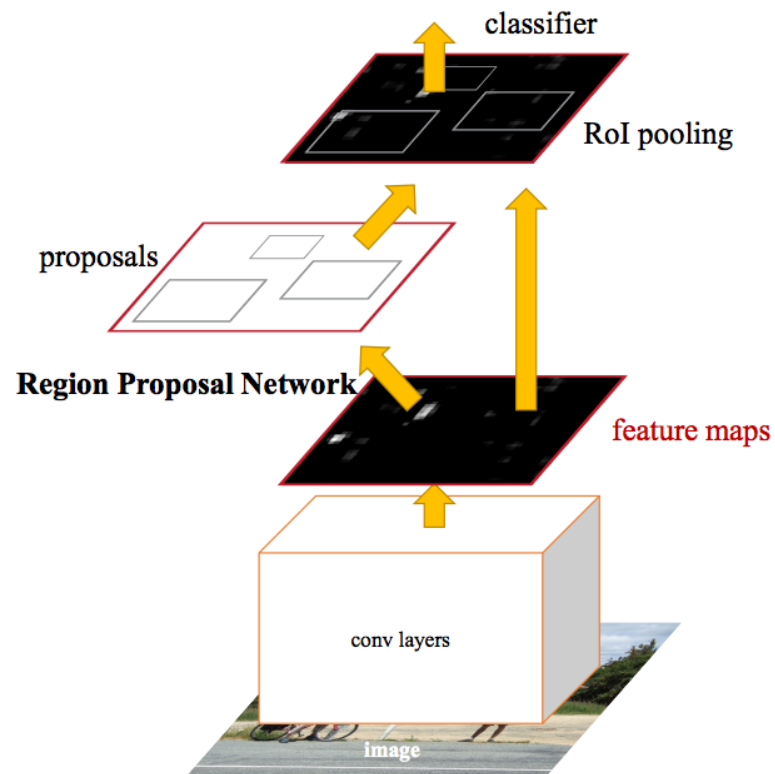 classifier
RoI pooling
proposals
Region Proposal Network
feature maps
conv layers
image